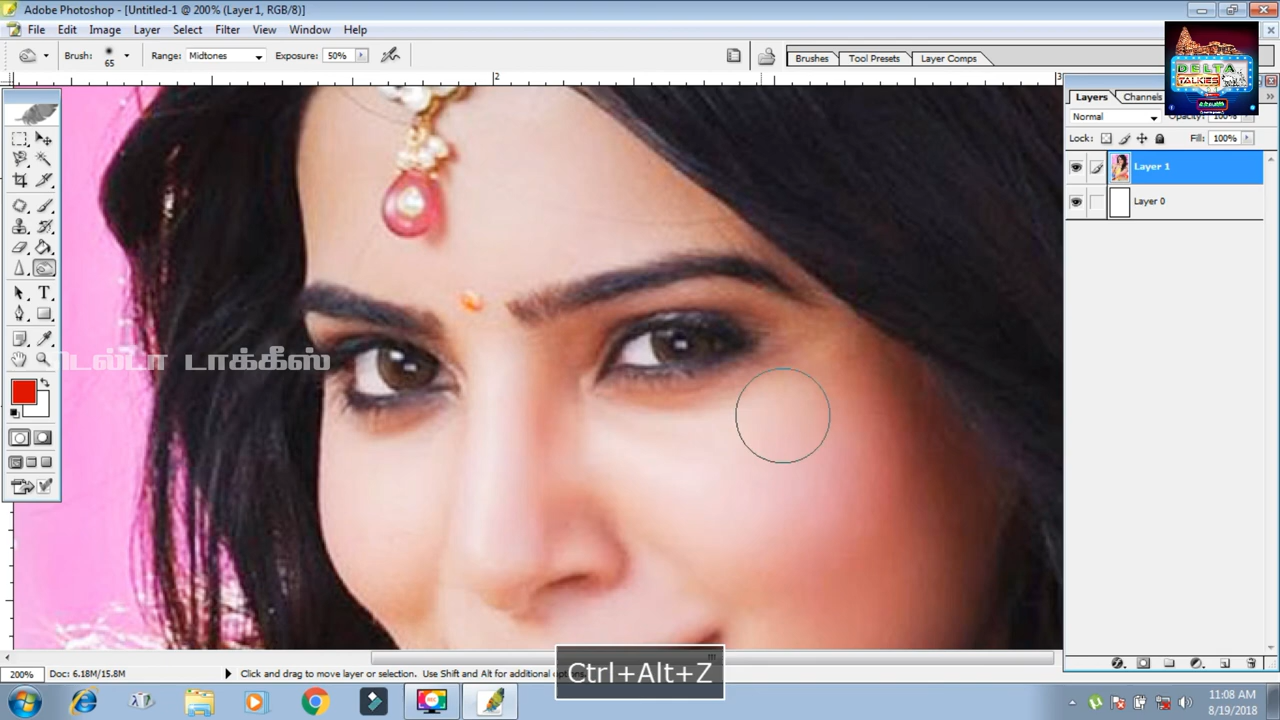 Adobe Photoshop - [Untitled-1 @ 200% (Layer 1, RGB/8)]
File Edit Image Layer Select Filter View Window Help
Brush: 65 Range: Midtones Exposure: 50% Brushes Tool Presets Layer Comps
2 3
DELTA
TALKIES
Layers Channels
Normal Opacity: 100%
Lock: Fill: 100%
Layer 1
Layer 0
டெல்டா டாக்கீஸ்
Ctrl+Alt+Z
200% Doc: 6.18M/15.8M Click and drag to move layer or selection. Use Shift and Alt for additional
11:08 AM
8/19/2018